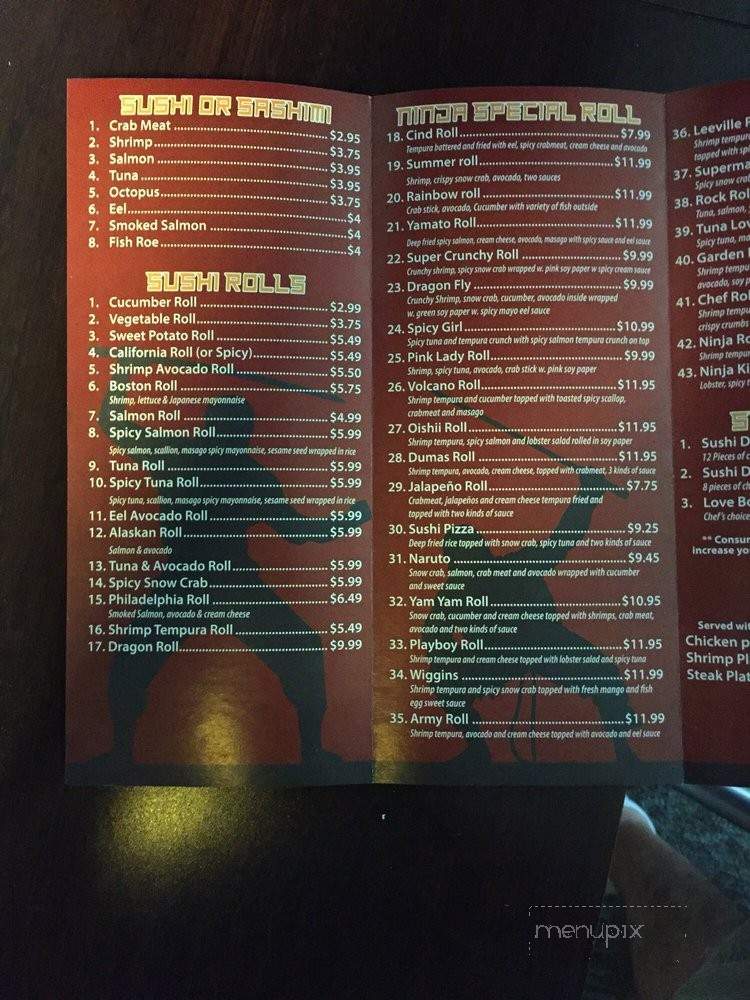 SUSHI OR SASHIMI
1. Crab Meat $2.95
2. Shrimp $3.75
3. Salmon $3.95
4. Tuna $3.95
5. Octopus $3.75
6. Eel $4
7. Smoked Salmon $4
8. Fish Roe $4
SUSHI ROLLS
1. Cucumber Roll $2.99
2. Vegetable Roll $3.75
3. Sweet Potato Roll $5.49
4. California Roll (or Spicy) $5.49
5. Shrimp Avocado Roll $5.50
6. Boston Roll $5.75
Shrimp, lettuce & Japanese mayonnaise
7. Salmon Roll $4.99
8. Spicy Salmon Roll $5.99
Spicy salmon, scallion, masago spicy mayonnaise, sesame seed wrapped in rice
9. Tuna Roll $5.99
10. Spicy Tuna Roll $5.99
Spicy tuna, scallion, masago spicy mayonnaise, sesame seed wrapped in rice
11. Eel Avocado Roll $5.99
12. Alaskan Roll $5.99
Salmon & avocado
13. Tuna & Avocado Roll $5.99
14. Spicy Snow Crab $5.99
15. Philadelphia Roll $6.49
Smoked Salmon, avocado & cream cheese
16. Shrimp Tempura Roll $5.49
17. Dragon Roll $9.99
NINJA SPECIAL ROLL
18. Cind Roll $7.99
Tempura battered and fried with eel, spicy crabmeat, cream cheese and avocado
19. Summer roll $11.99
Shrimp, crispy snow crab, avocado, two sauces
20. Rainbow roll $11.99
Crab stick, avocado, Cucumber with variety of fish outside
21. Yamato Roll $11.99
Deep fried spicy salmon, cream cheese, avocado, masago with spicy sauce and eel sauce
22. Super Crunchy Roll $9.99
Crunchy shrimp, spicy snow crab wrapped w. pink soy paper w spicy cream sauce
23. Dragon Fly $9.99
Crunchy Shrimp, snow crab, cucumber, avocado inside wrapped
w. green soy paper w. spicy mayo eel sauce
24. Spicy Girl $10.99
Spicy tuna and tempura crunch with spicy salmon tempura crunch on top
25. Pink Lady Roll $9.99
Shrimp, spicy tuna, avocado, crab stick w. pink soy paper
26. Volcano Roll $11.95
Shrimp tempura and cucumber topped with toasted spicy scallop,
crabmeat and masago
27. Oishii Roll $11.95
Shrimp tempura, spicy salmon and lobster salad rolled in soy paper
28. Dumas Roll $11.95
Shrimp tempura, avocado, cream cheese, topped with crabmeat, 3 kinds of sauce
29. Jalapeño Roll $7.75
Crabmeat, jalapeños and cream cheese tempura fried and
topped with two kinds of sauce
30. Sushi Pizza $9.25
Deep fried rice topped with snow crab, spicy tuna and two kinds of sauce
31. Naruto $9.45
Snow crab, salmon, crab meat and avocado wrapped with cucumber
and sweet sauce
32. Yam Yam Roll $10.95
Snow crab, cucumber and cream cheese topped with shrimps, crab meat,
avocado and two kinds of sauce
33. Playboy Roll $11.95
Shrimp tempura and cream cheese topped with lobster salad and spicy tuna
34. Wiggins $11.99
Shrimp tempura and spicy snow crab topped with fresh mango and fish
egg sweet sauce
35. Army Roll $11.99
Shrimp tempura, avocado and cream cheese topped with avocado and eel sauce
36. Leeville
Shrimp tempura
topped with
37. 
Spicy snow
38. Rock
Tuna, salmon,
39. Tuna
Spicy tuna,
40. Garden
Shrimp
avocado, soy
41. Chef
Shrimp
crispy crumbs
42. Ninja
Shrimp
43. Ninja
Lobster, spicy
1. Sushi
12 Pieces of
2. Sushi
8 pieces of
3. Love
Chef's choice
**
increase
Served
Chicken
Shrimp
Steak
menupix